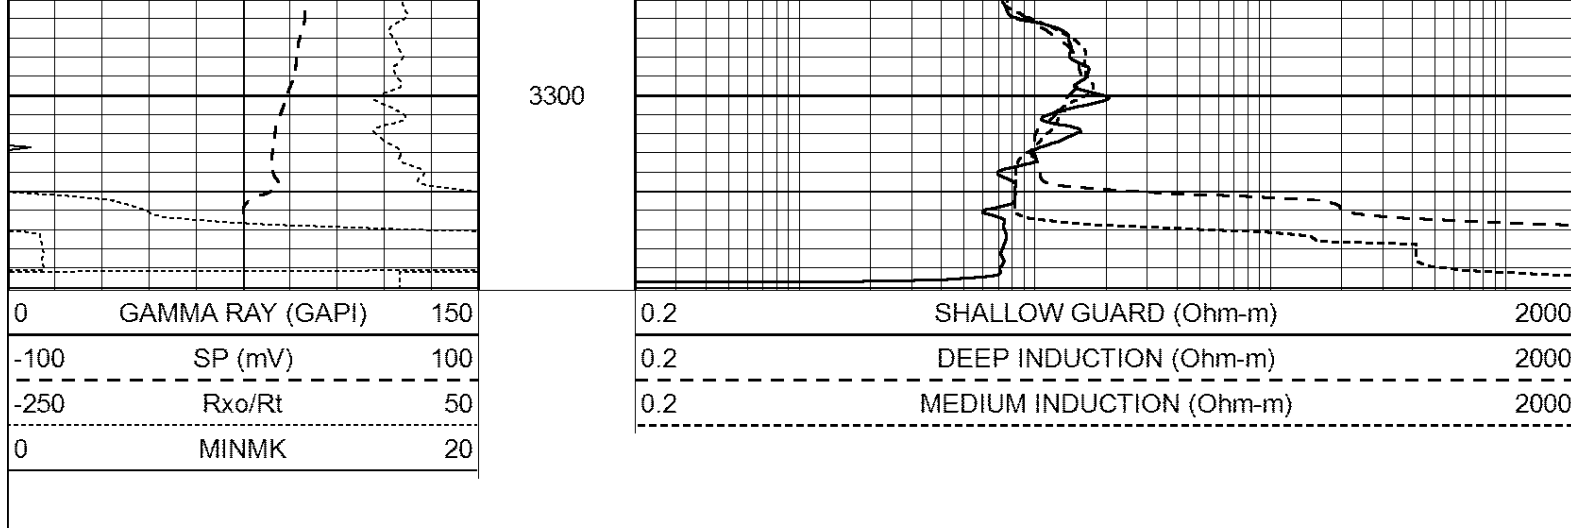 3300
0 GAMMA RAY (GAPI) 150
0.2 SHALLOW GUARD (Ohm-m) 2000
-100 SP (mV) 100
0.2 DEEP INDUCTION (Ohm-m) 2000
-250 Rxo/Rt 50
0.2 MEDIUM INDUCTION (Ohm-m) 2000
0 MINMK 20